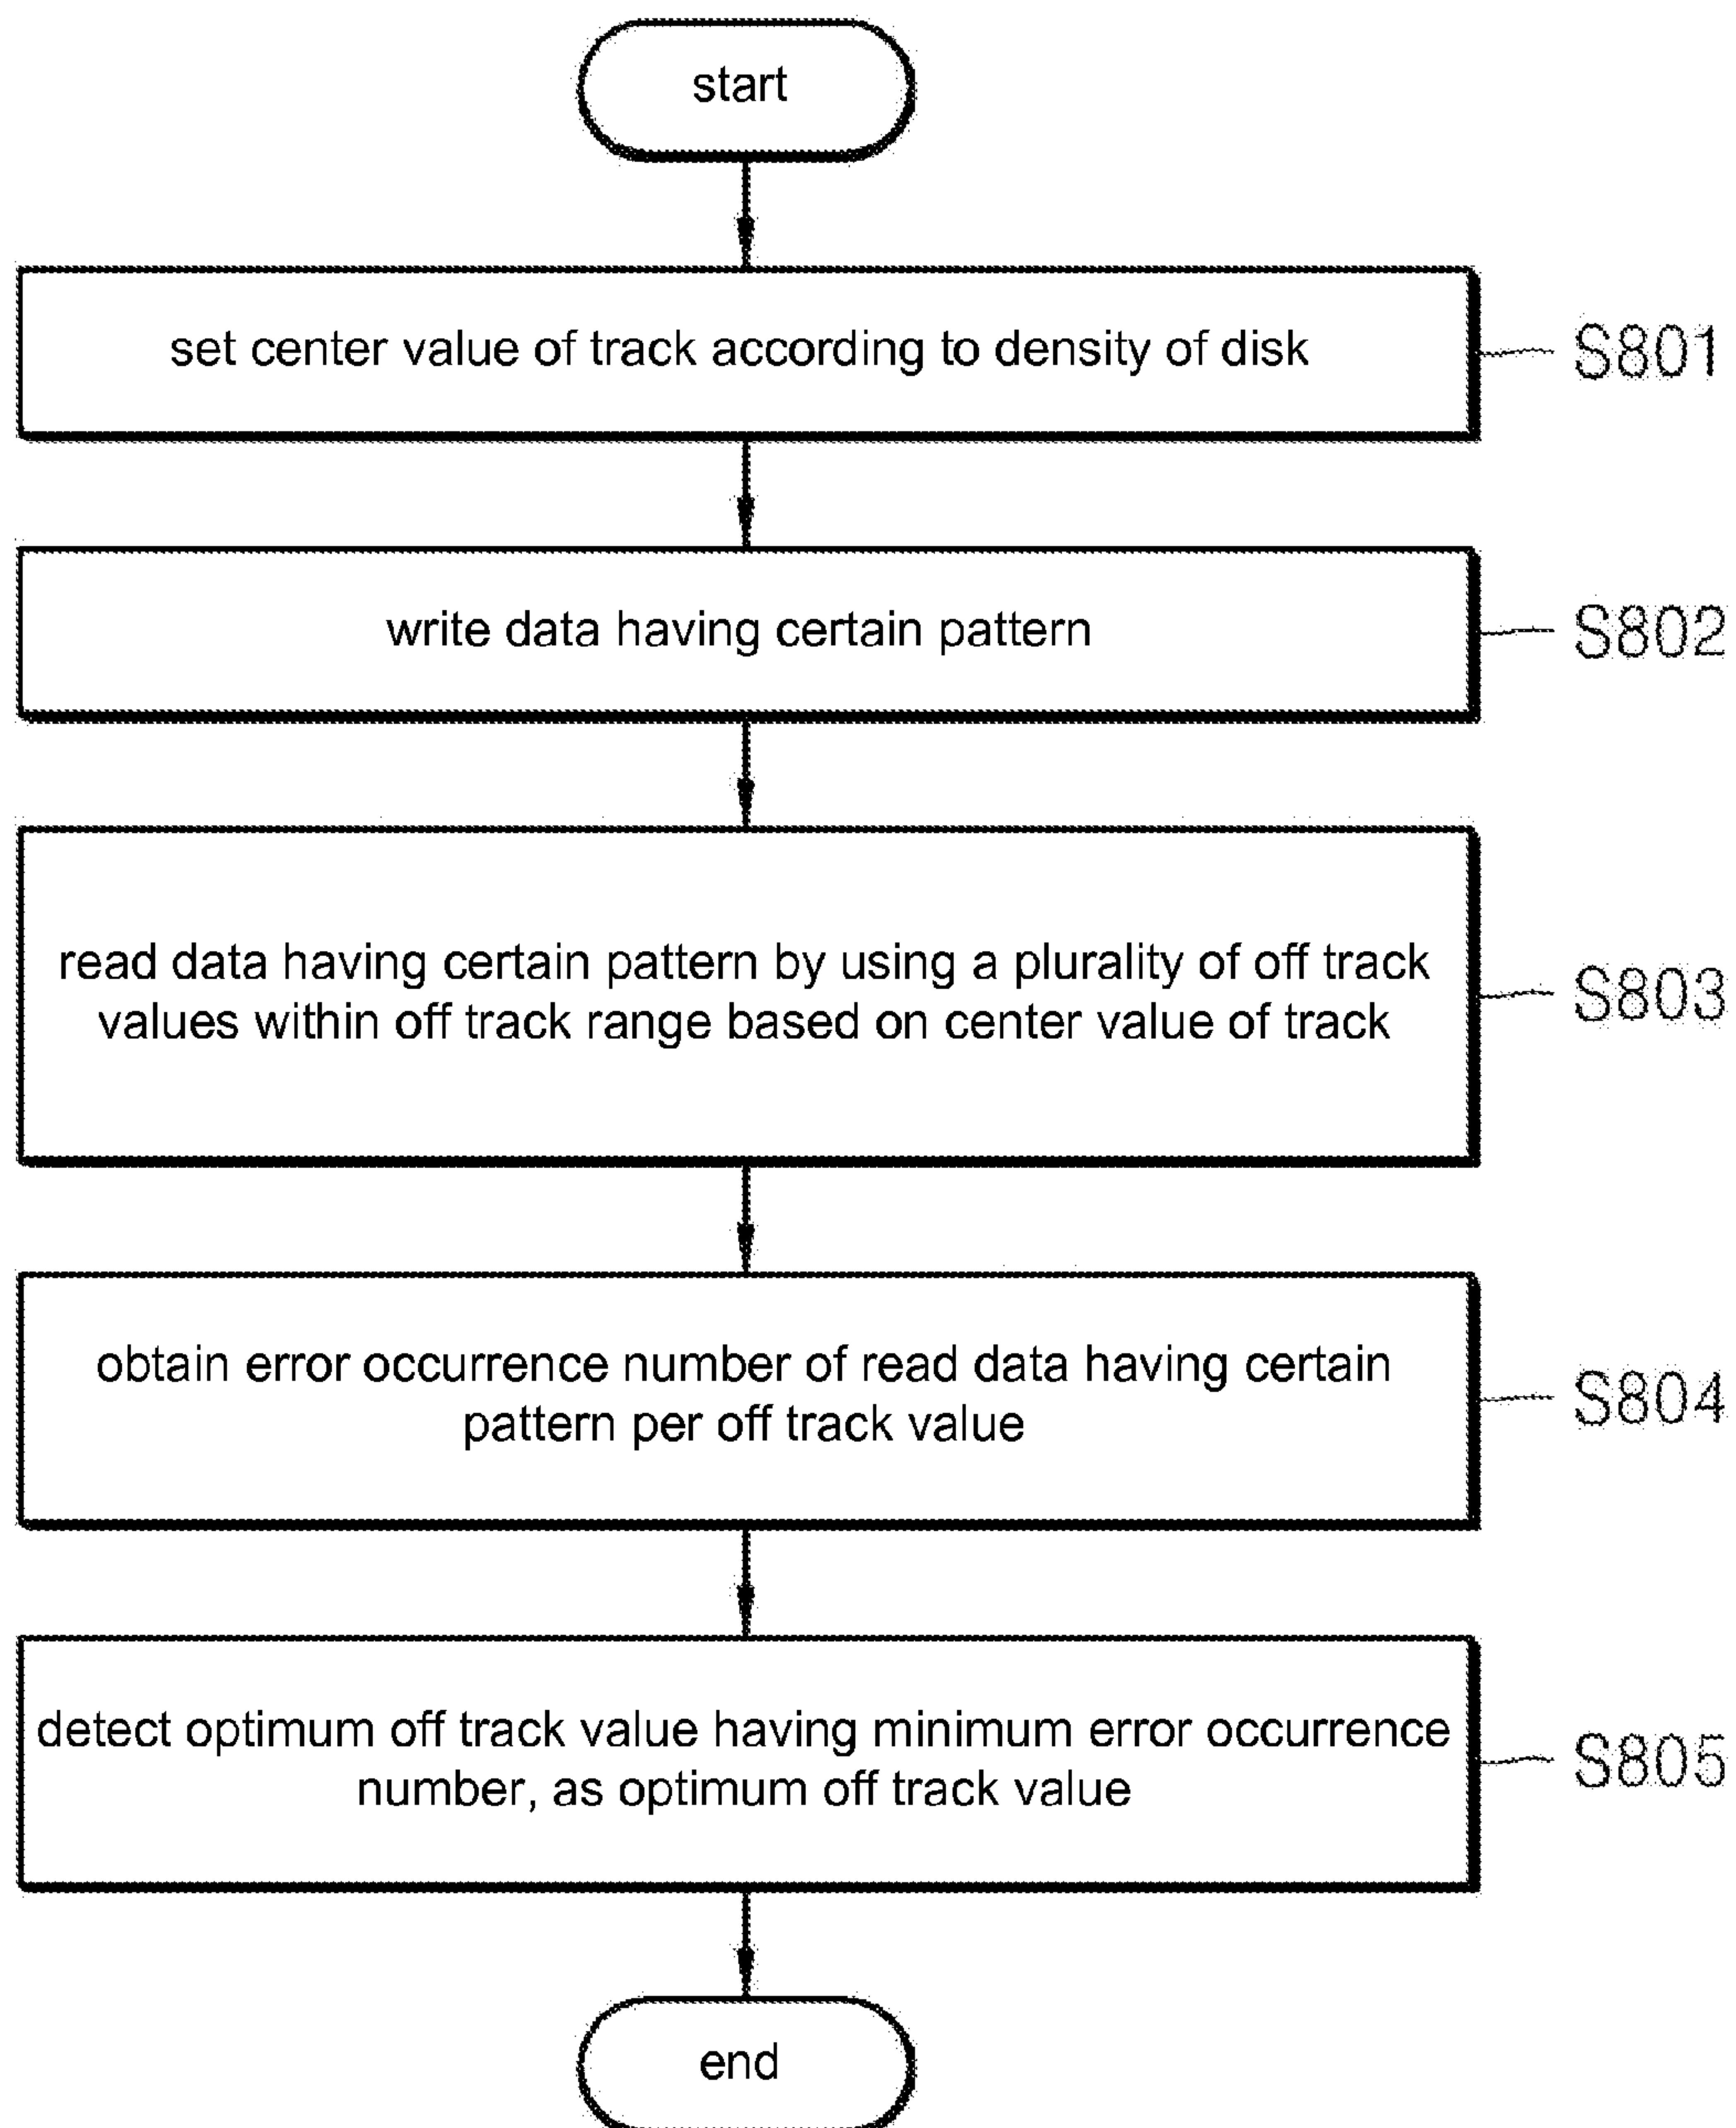 start
set center value of track according to density of disk
S801
write data having certain pattern
S802
read data having certain pattern by using a plurality of off track
values within off track range based on center value of track
S803
obtain error occurrence number of read data having certain
pattern per off track value
S804
detect optimum off track value having minimum error occurrence
number, as optimum off track value
S805
end